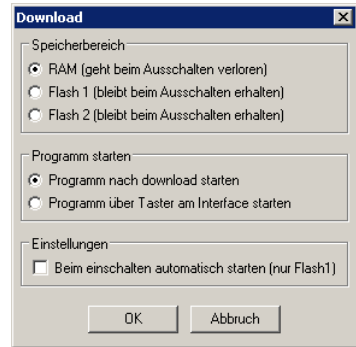 Download
Speicherbereich
RAM (geht beim Ausschalten verloren)
Flash 1 (bleibt beim Ausschalten erhalten)
Flash 2 (bleibt beim Ausschalten erhalten)
Programm starten
Programm nach download starten
Programm über Taster am Interface starten
Einstellungen
Beim einschalten automatisch starten (nur Flash1)
OK Abbruch